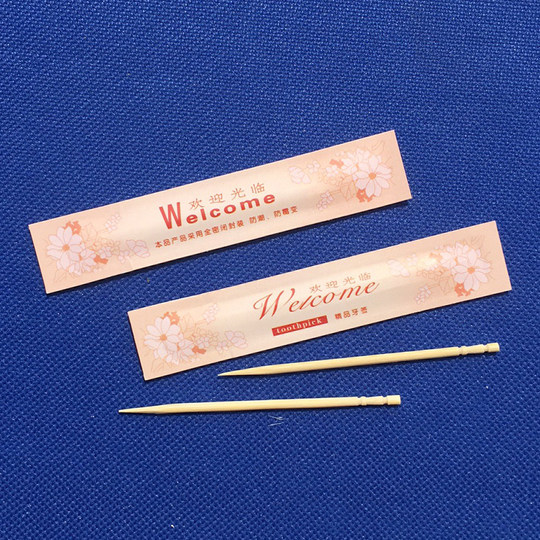 欢迎光临
Welcome
本品产品采用全密闭封装 防潮、防霉变
欢迎光临
Welcome
toothpick 精品牙签